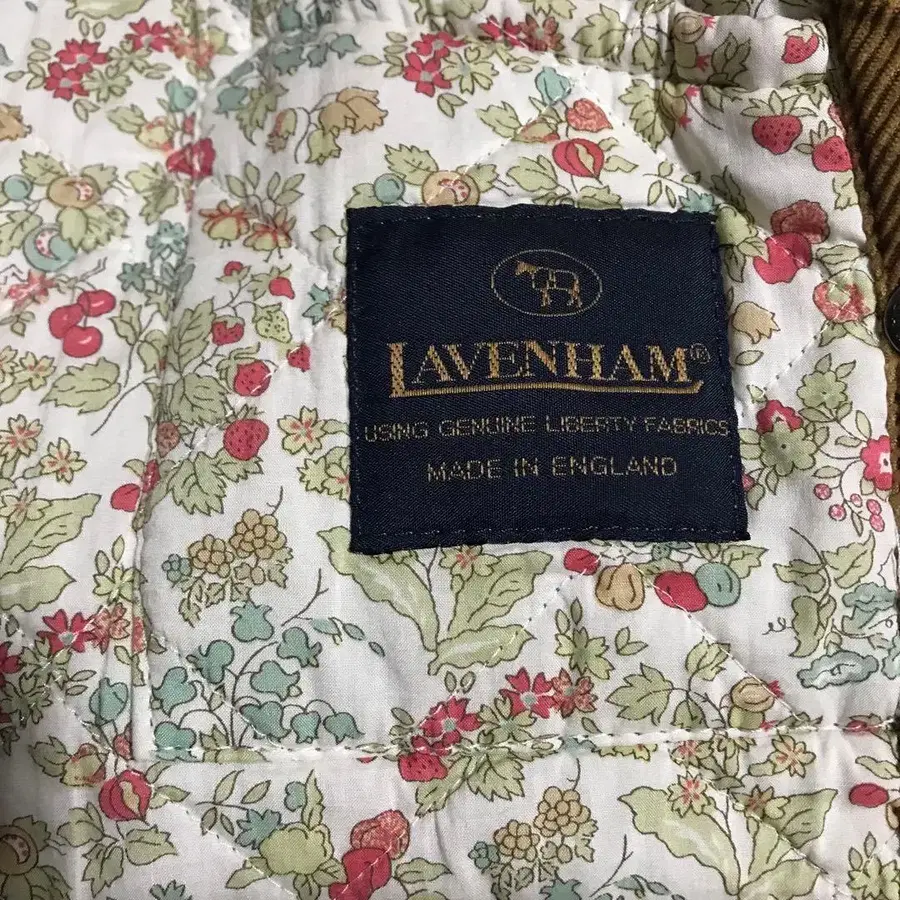 LAVENHAM®
USING GENUINE LIBERTY FABRICS
MADE IN ENGLAND